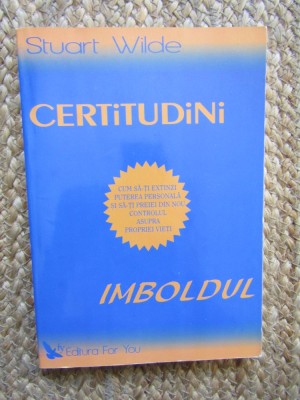 Stuart Wilde
CERTiTUDiNi
CUM SĂ-ȚI EXTINZI
PUTEREA PERSONALĂ
ȘI SĂ-ȚI PREIEI DIN NOU
CONTROLUL
ASUPRA
PROPRIEI VIEȚI
IMBOLDUL
Editura For You